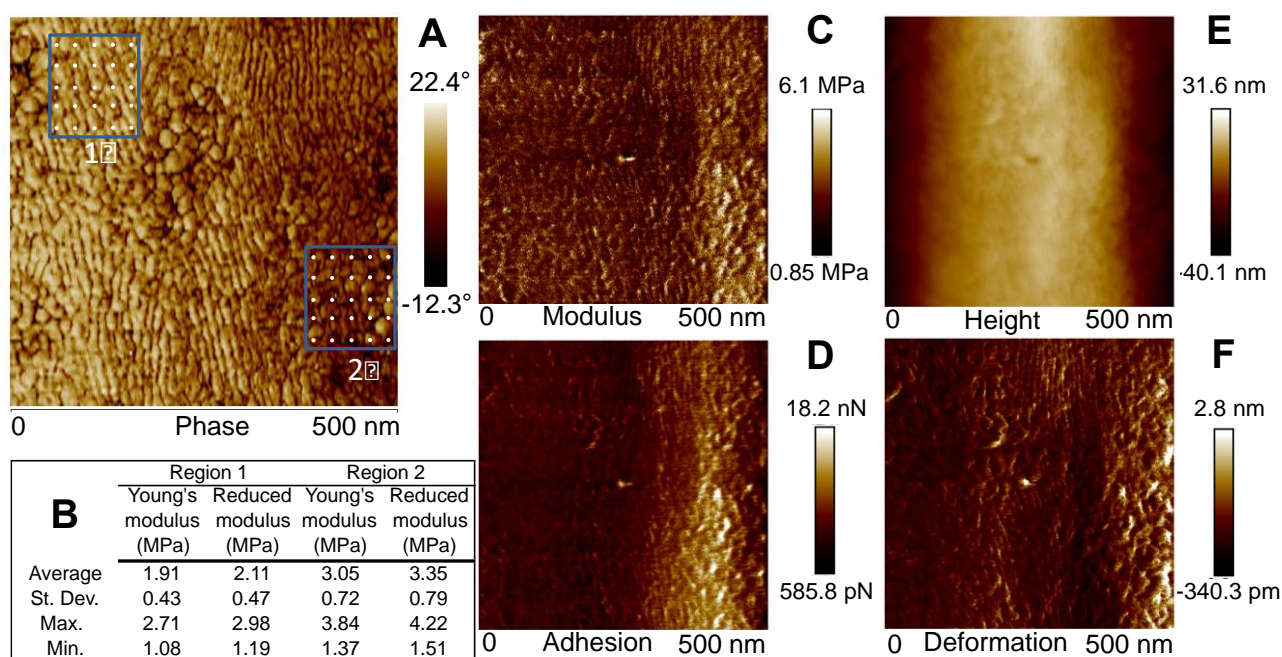 A
22.4°
-12.3°
1
2
0 Phase 500 nm
B
Region 1 Region 2
Young's Reduced Young's Reduced
modulus modulus modulus modulus
(MPa) (MPa) (MPa) (MPa)
Average 1.91 2.11 3.05 3.35
St. Dev. 0.43 0.47 0.72 0.79
Max. 2.71 2.98 3.84 4.22
Min. 1.08 1.19 1.37 1.51
C
6.1 MPa
0.85 MPa
0 Modulus 500 nm
D
18.2 nN
585.8 pN
0 Adhesion 500 nm
E
31.6 nm
-40.1 nm
0 Height 500 nm
F
2.8 nm
-340.3 pm
0 Deformation 500 nm